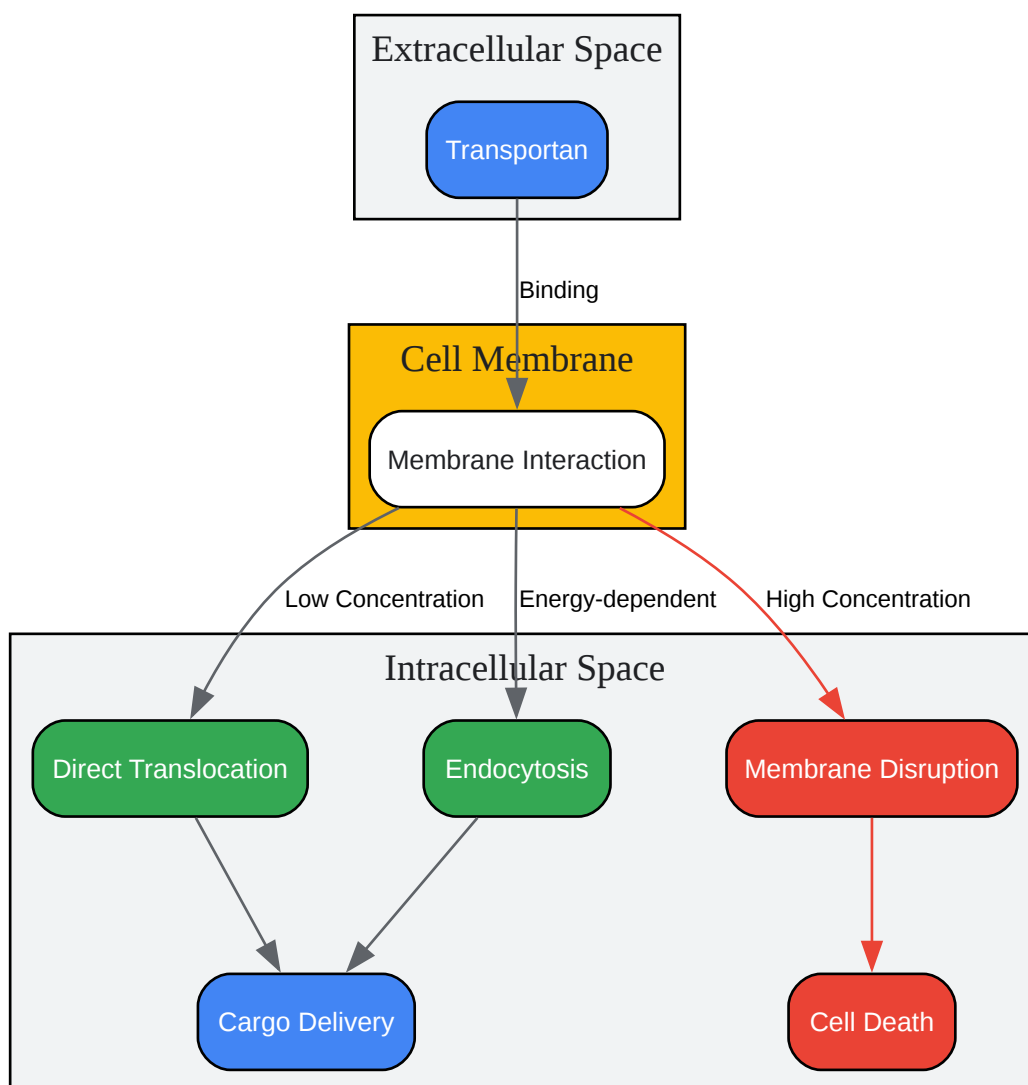 Extracellular Space
Transportan
Binding
Cell Membrane
Membrane Interaction
Low Concentration
Energy-dependent
High Concentration
Intracellular Space
Direct Translocation
Endocytosis
Membrane Disruption
Cargo Delivery
Cell Death